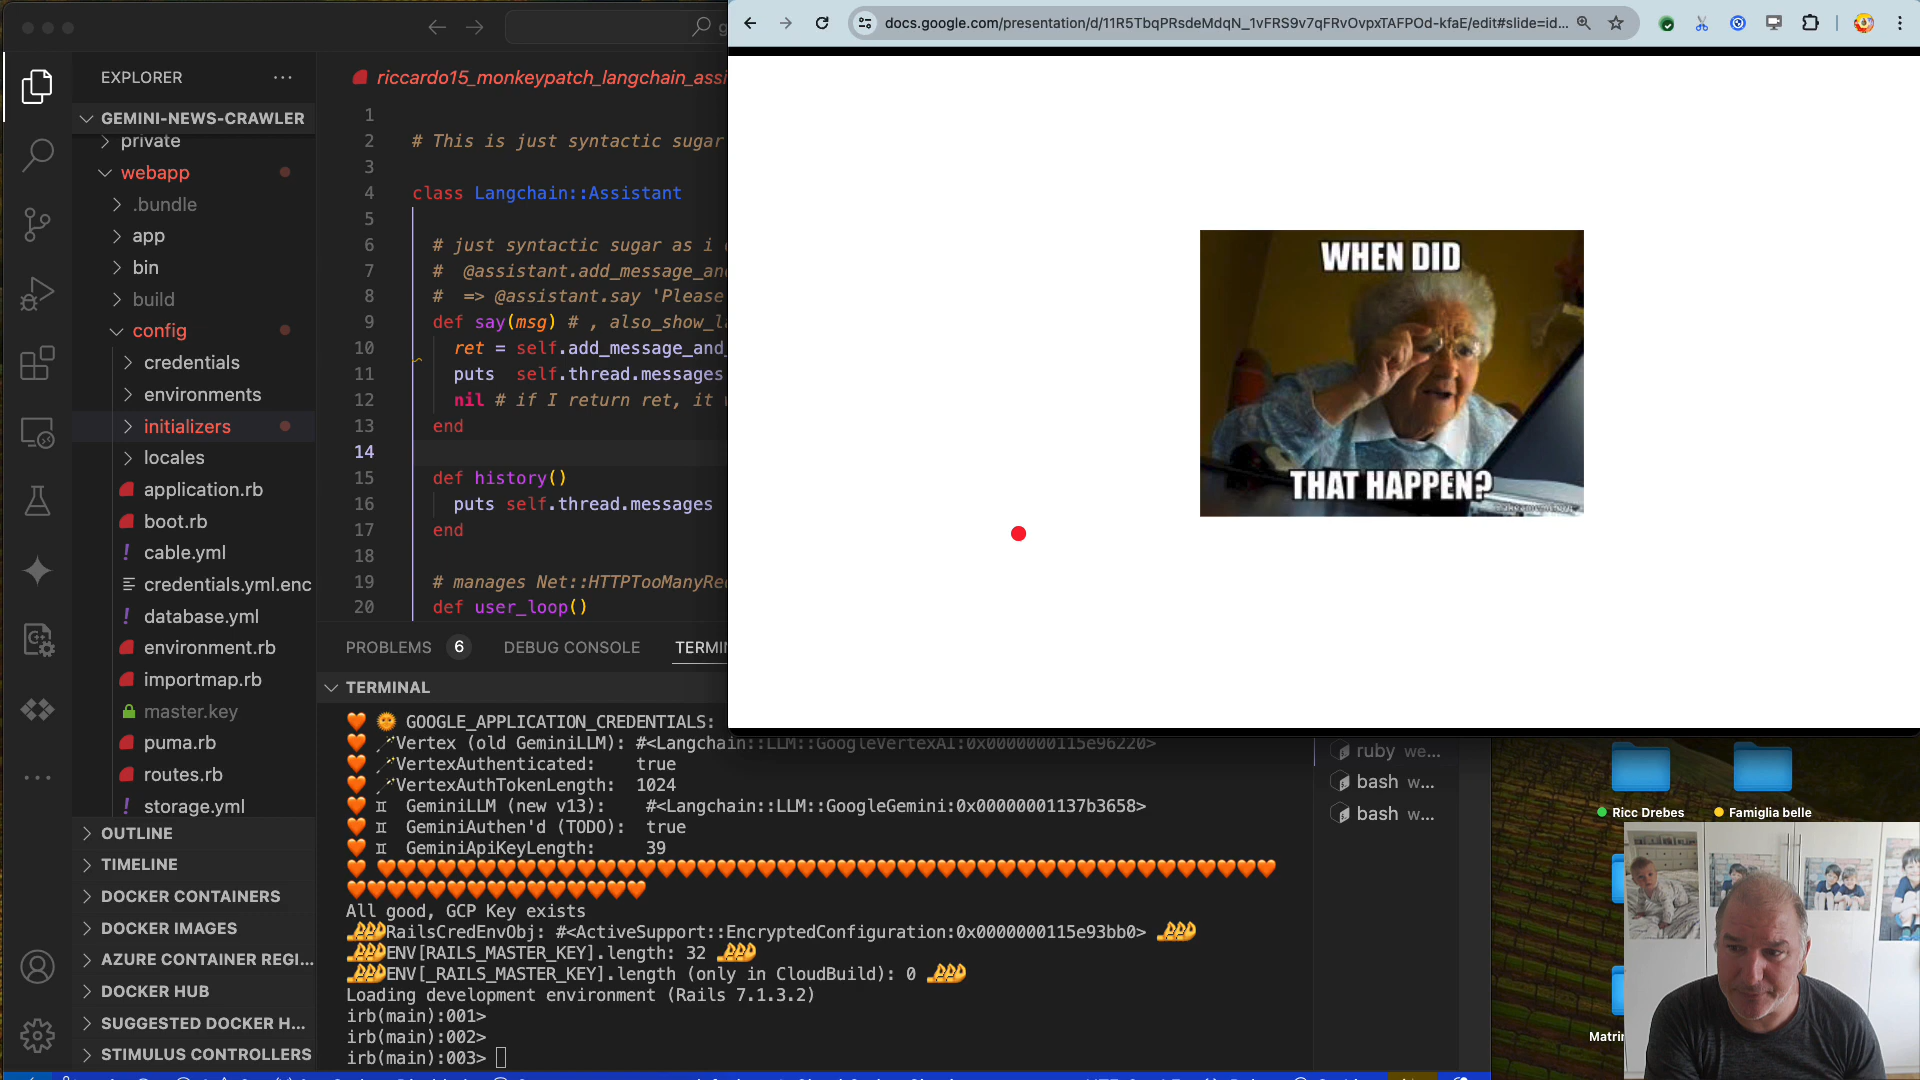 EXPLORER
GEMINI-NEWS-CRAWLER
private
webapp
.bundle
app
bin
build
config
credentials
environments
initializers
locales
application.rb
boot.rb
cable.yml
credentials.yml.enc
database.yml
environment.rb
importmap.rb
master.key
puma.rb
routes.rb
storage.yml
OUTLINE
TIMELINE
DOCKER CONTAINERS
DOCKER IMAGES
AZURE CONTAINER REGI...
DOCKER HUB
SUGGESTED DOCKER H...
STIMULUS CONTROLLERS
riccardo15_monkeypatch_langchain_assi
1
2 # This is just syntactic sugar
3
4 class Langchain::Assistant
5
6 # just syntactic sugar as i
7 # @assistant.add_message_an
8 # => @assistant.say 'Please
9 def say(msg) # , also_show_la
10 ret = self.add_message_and_
11 puts self.thread.messages
12 nil # if I return ret, it
13 end
14
15 def history()
16 puts self.thread.messages
17 end
18
19 # manages Net::HTTPTooManyRe
20 def user_loop()
PROBLEMS 6 DEBUG CONSOLE TERMI
TERMINAL
GOOGLE_APPLICATION_CREDENTIALS:
Vertex (old GeminiLLM): #<Langchain::LLM::GoogleVertexAI:0x0000000115e96220>
VertexAuthenticated: true
VertexAuthTokenLength: 1024
GeminiLLM (new v13): #<Langchain::LLM::GoogleGemini:0x00000001137b3658>
GeminiAuthen'd (TODO): true
GeminiApiKeyLength: 39
All good, GCP Key exists
RailsCredEnvObj: #<ActiveSupport::EncryptedConfiguration:0x0000000115e93bb0>
ENV[RAILS_MASTER_KEY].length: 32
ENV[_RAILS_MASTER_KEY].length (only in CloudBuild): 0
Loading development environment (Rails 7.1.3.2)
irb(main):001>
irb(main):002>
irb(main):003>
ruby we...
bash w...
bash w...
docs.google.com/presentation/d/11R5TbqPRsdeMdqN_1vFRS9v7qFRvOvpxTAFPOd-kfaE/edit#slide=id...
WHEN DID
THAT HAPPEN?
Ricc Drebes
Famiglia belle
Matrin